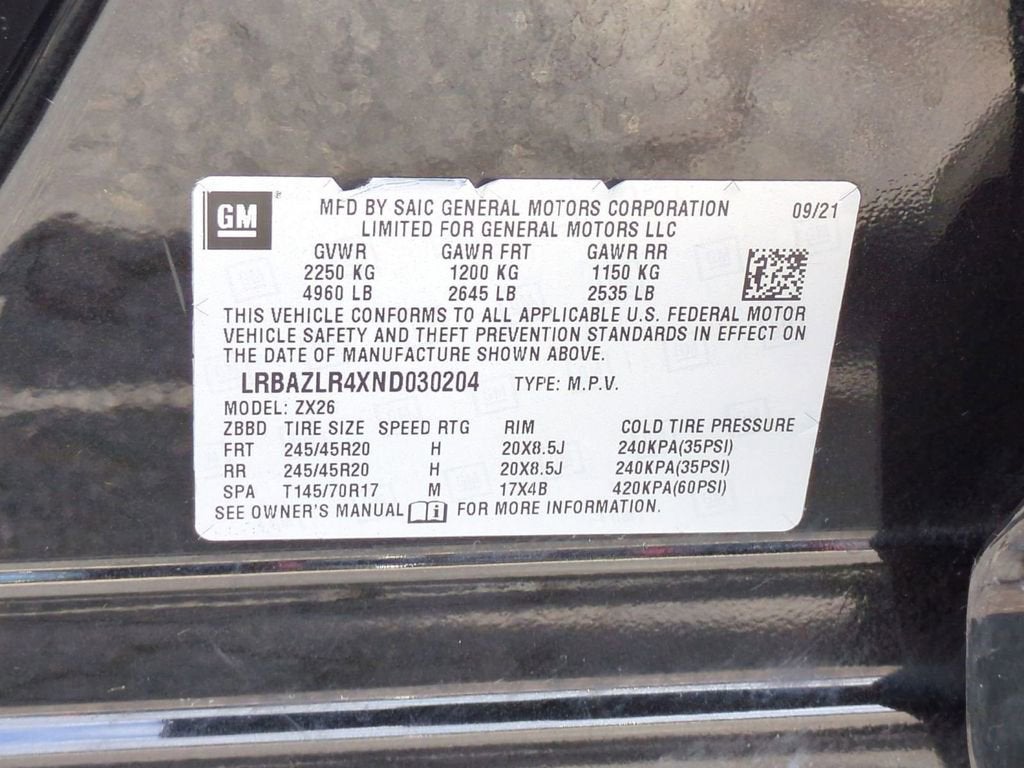 GM
MFD BY SAIC GENERAL MOTORS CORPORATION 09/21
LIMITED FOR GENERAL MOTORS LLC
GVWR GAWR FRT GAWR RR
2250 KG 1200 KG 1150 KG
4960 LB 2645 LB 2535 LB
THIS VEHICLE CONFORMS TO ALL APPLICABLE U.S. FEDERAL MOTOR
VEHICLE SAFETY AND THEFT PREVENTION STANDARDS IN EFFECT ON
THE DATE OF MANUFACTURE SHOWN ABOVE.
LRBAZLR4XND030204 TYPE: M.P.V.
MODEL: ZX26
ZBBD TIRE SIZE SPEED RTG RIM COLD TIRE PRESSURE
FRT 245/45R20 H 20X8.5J 240KPA(35PSI)
RR 245/45R20 H 20X8.5J 240KPA(35PSI)
SPA T145/70R17 M 17X4B 420KPA(60PSI)
SEE OWNER'S MANUAL FOR MORE INFORMATION.